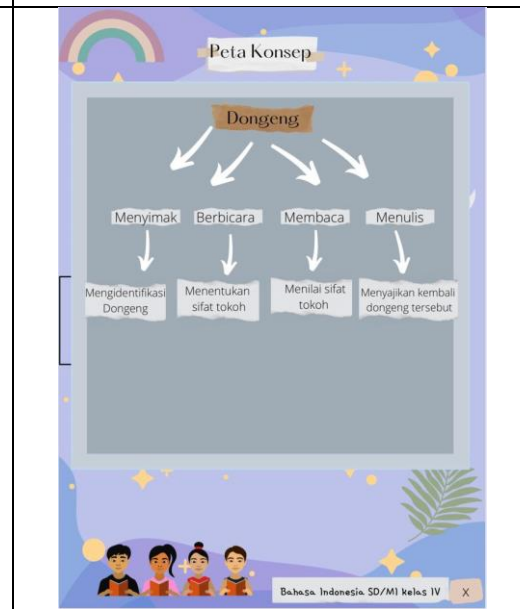 Peta Konsep
Dongeng
Menyimak
Berbicara
Membaca
Menulis
Mengidentifikasi
Dongeng
Menentukan
sifat tokoh
Menilai sifat
tokoh
Menyajikan kembali
dongeng tersebut
Bahasa Indonesia SD/MI kelas IV
X